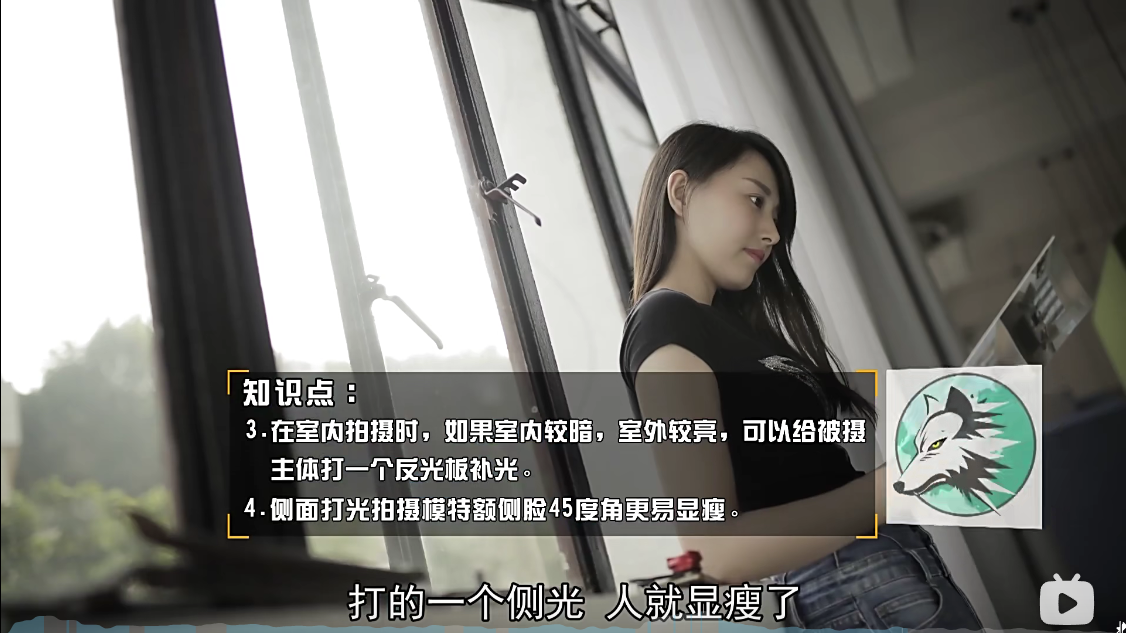 知识点：
3.在室内拍摄时，如果室内较暗，室外较亮，可以给被摄
主体打一个反光板补光。
4.侧面打光拍摄模特额侧脸45度角更易显瘦。
打的一个侧光 人就显瘦了